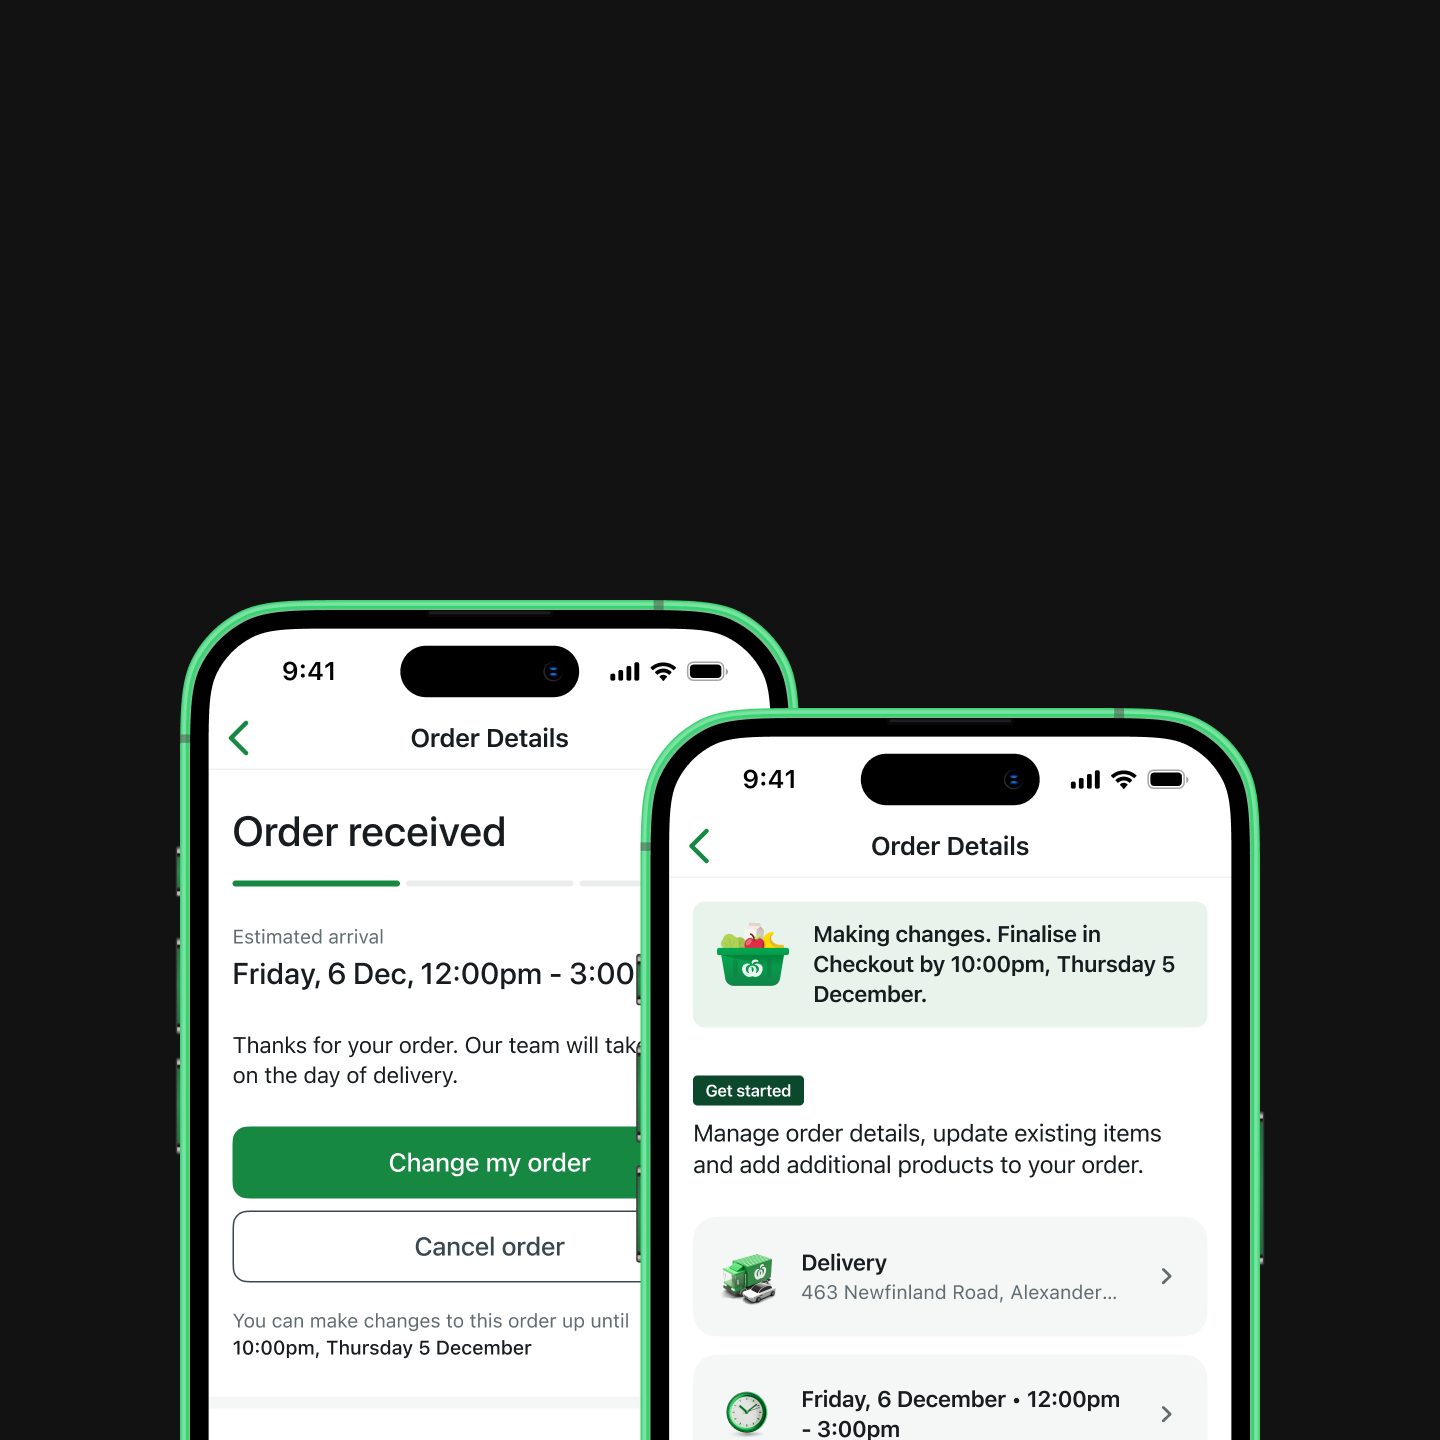 9:41
Order Details
Order received
Estimated arrival
Friday, 6 Dec, 12:00pm - 3:00
Thanks for your order. Our team will take
on the day of delivery.
Change my order
Cancel order
You can make changes to this order up until
10:00pm, Thursday 5 December
9:41
Order Details
Making changes. Finalise in
Checkout by 10:00pm, Thursday 5
December.
Get started
Manage order details, update existing items
and add additional products to your order.
Delivery
463 Newfinland Road, Alexander...
Friday, 6 December • 12:00pm
- 3:00pm